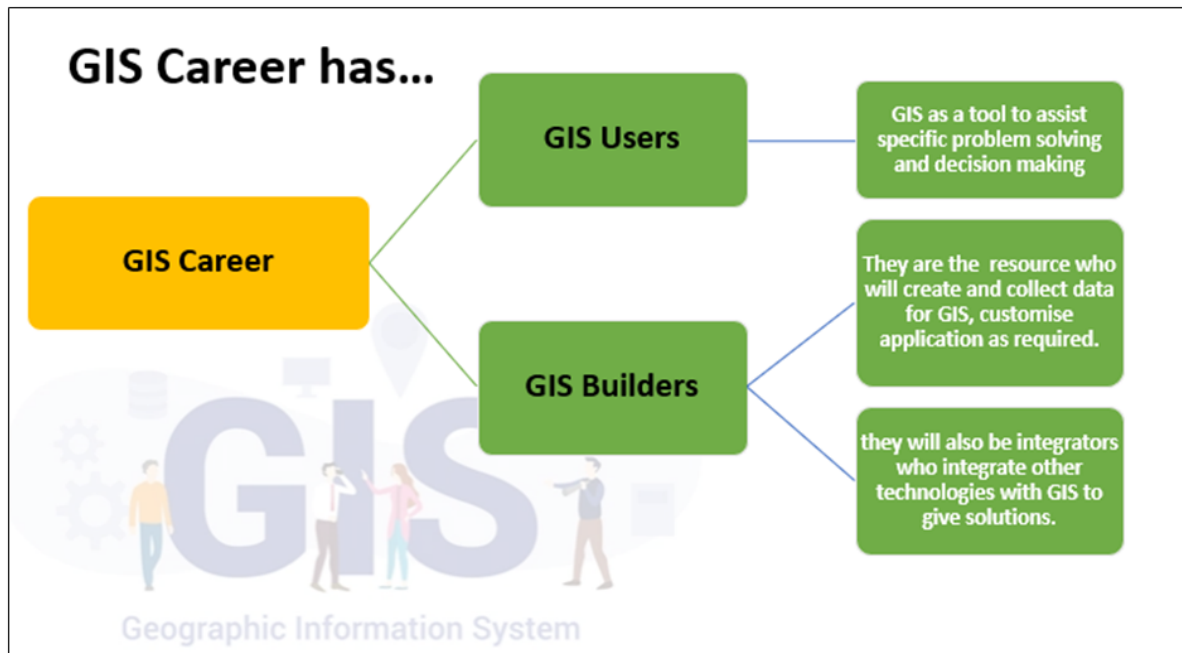 GIS Career has...
GIS Career
GIS Users
GIS as a tool to assist
specific problem solving
and decision making
GIS Builders
They are the resource who
will create and collect data
for GIS, customise
application as required.
they will also be integrators
who integrate other
technologies with GIS to
give solutions.
GIS
Geographic Information System